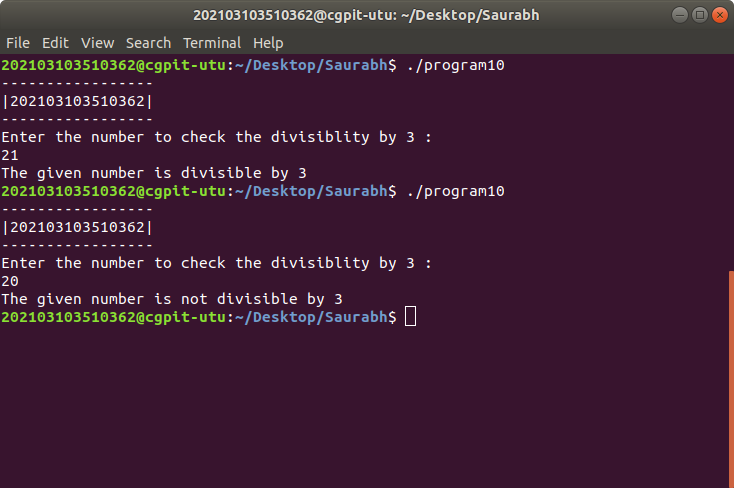 202103103510362@cgpit-utu: ~/Desktop/Saurabh
File Edit View Search Terminal Help
202103103510362@cgpit-utu:~/Desktop/Saurabh$ ./program10
-----------------
|202103103510362|
-----------------
Enter the number to check the divisiblity by 3 :
21
The given number is divisible by 3
202103103510362@cgpit-utu:~/Desktop/Saurabh$ ./program10
-----------------
|202103103510362|
-----------------
Enter the number to check the divisiblity by 3 :
20
The given number is not divisible by 3
202103103510362@cgpit-utu:~/Desktop/Saurabh$